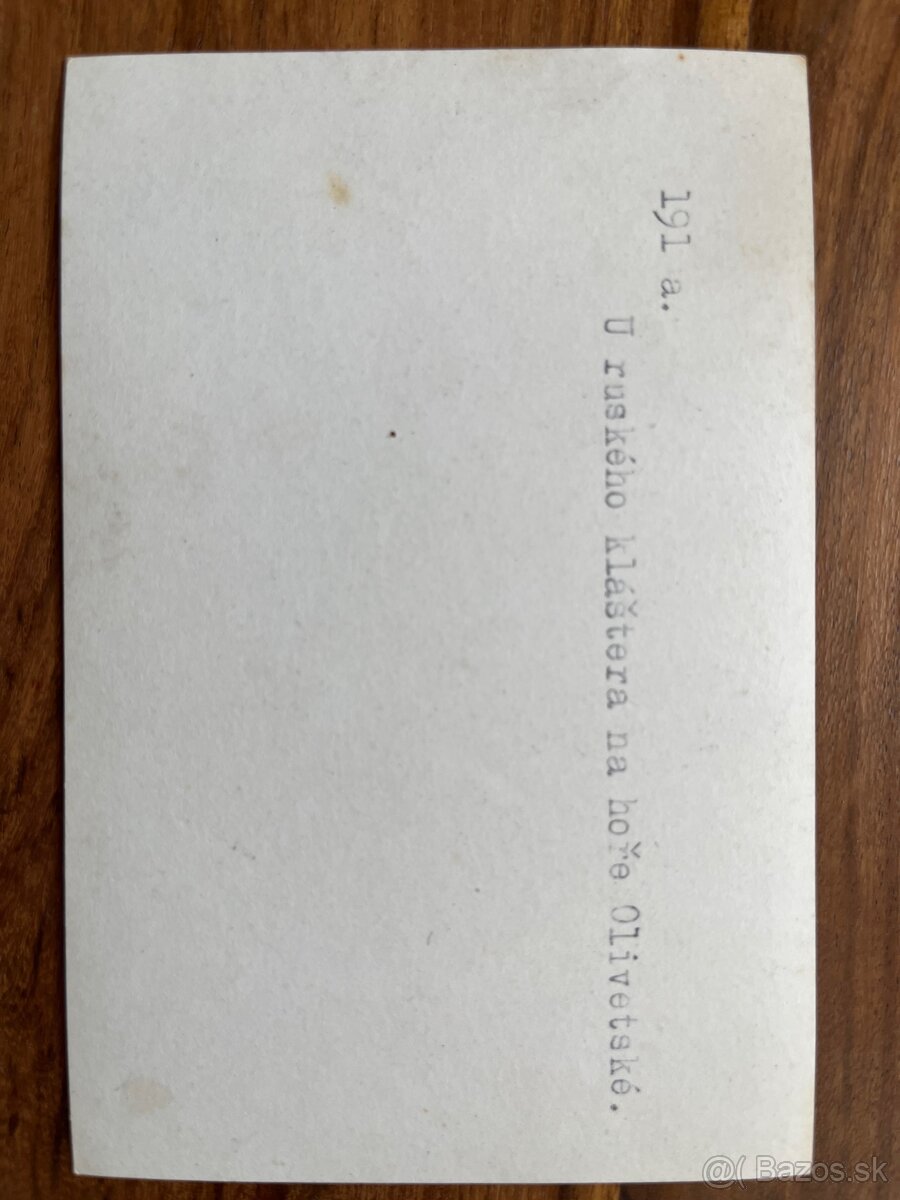 191 a.
U ruského kláštera na hoře Olivetské.
@( Bazos.sk